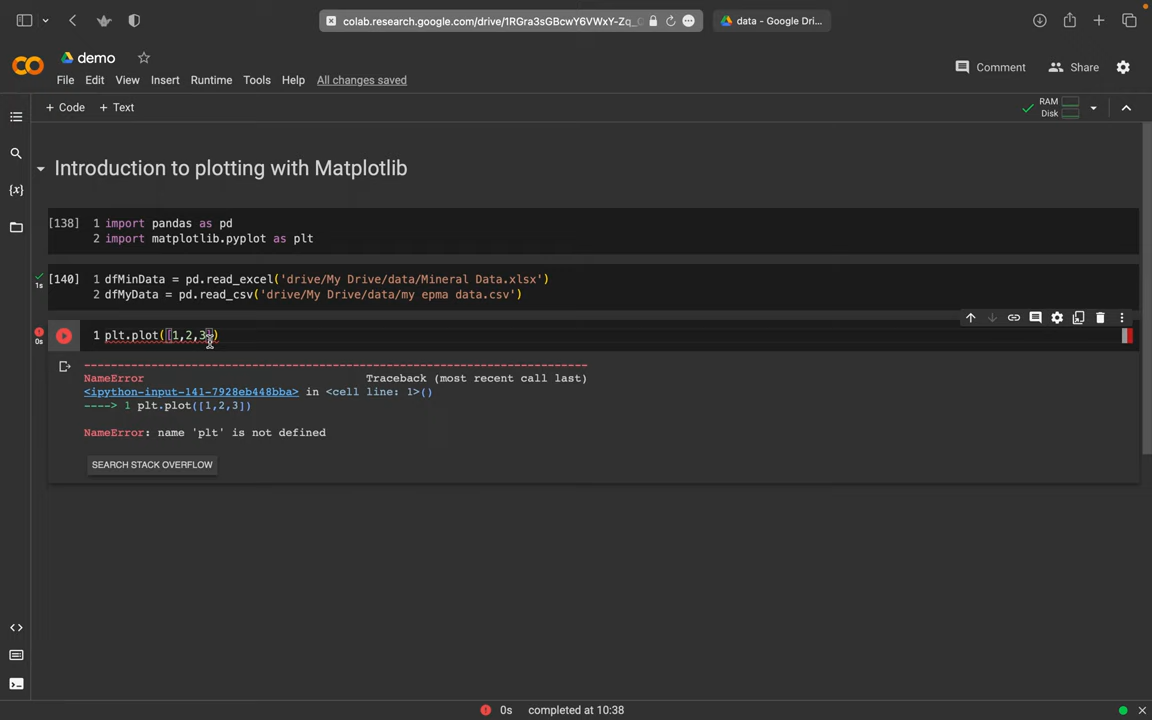 colab.research.google.com/drive/1RGra3sGBcwY6VWxY-Zq_
data - Google Dri...
demo
File Edit View Insert Runtime Tools Help All changes saved
Comment
Share
+ Code + Text
RAM
Disk
Introduction to plotting with Matplotlib
[138]
1 import pandas as pd
2 import matplotlib.pyplot as plt
1s
[140]
1 dfMinData = pd.read_excel('drive/My Drive/data/Mineral Data.xlsx')
2 dfMyData = pd.read_csv('drive/My Drive/data/my epma data.csv')
0s
1 plt.plot([1,2,3])
---------------------------------------------------------------------------
NameError Traceback (most recent call last)
<ipython-input-141-7928eb448bba> in <cell line: 1>()
----> 1 plt.plot([1,2,3])
NameError: name 'plt' is not defined
SEARCH STACK OVERFLOW
{x}
0s completed at 10:38